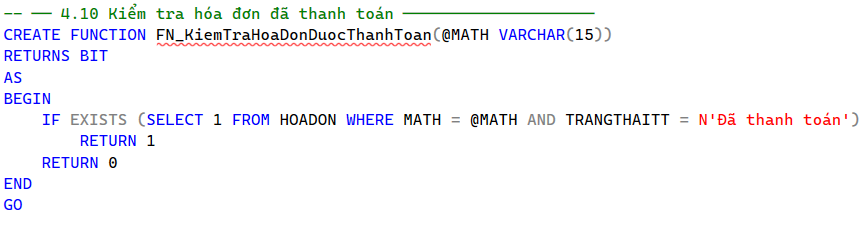 -- —— 4.10 Kiểm tra hóa đơn đã thanh toán ————————————————————
CREATE FUNCTION FN_KiemTraHoaDonDuocThanhToan(@MATH VARCHAR(15))
RETURNS BIT
AS
BEGIN
    IF EXISTS (SELECT 1 FROM HOADON WHERE MATH = @MATH AND TRANGTHAITT = N'Đã thanh toán')
        RETURN 1
    RETURN 0
END
GO